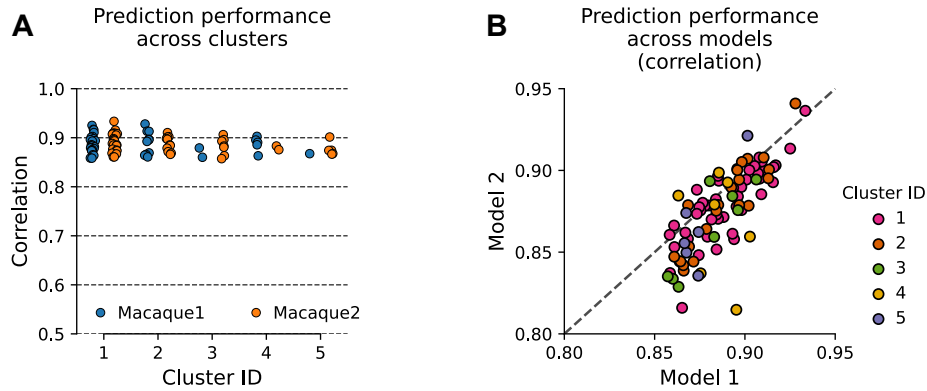 A
Prediction performance
across clusters
Correlation
1.0
0.9
0.8
0.7
0.6
0.5
Macaque1
Macaque2
1 2 3 4 5
Cluster ID
B
Prediction performance
across models
(correlation)
Model 2
0.95
0.90
0.85
0.80
0.80 0.85 0.90 0.95
Model 1
Cluster ID
1
2
3
4
5